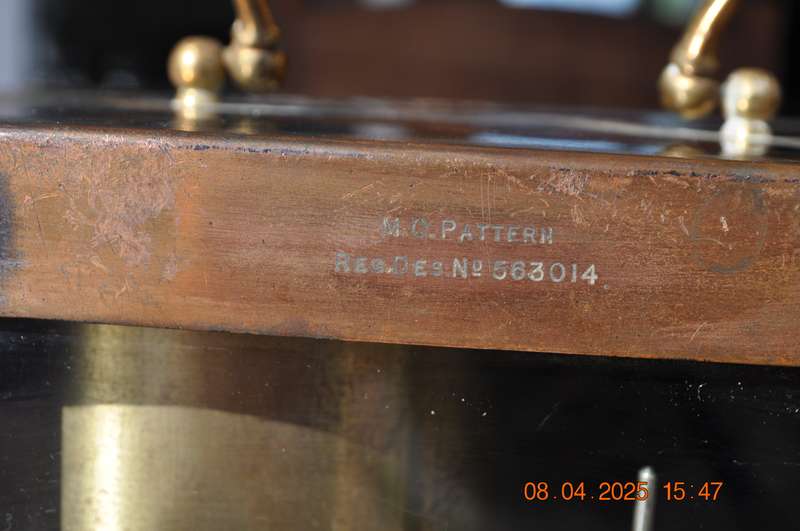 M.O. PATTERN
REG. DES. Nº 563014.
08.04.2025 15:47